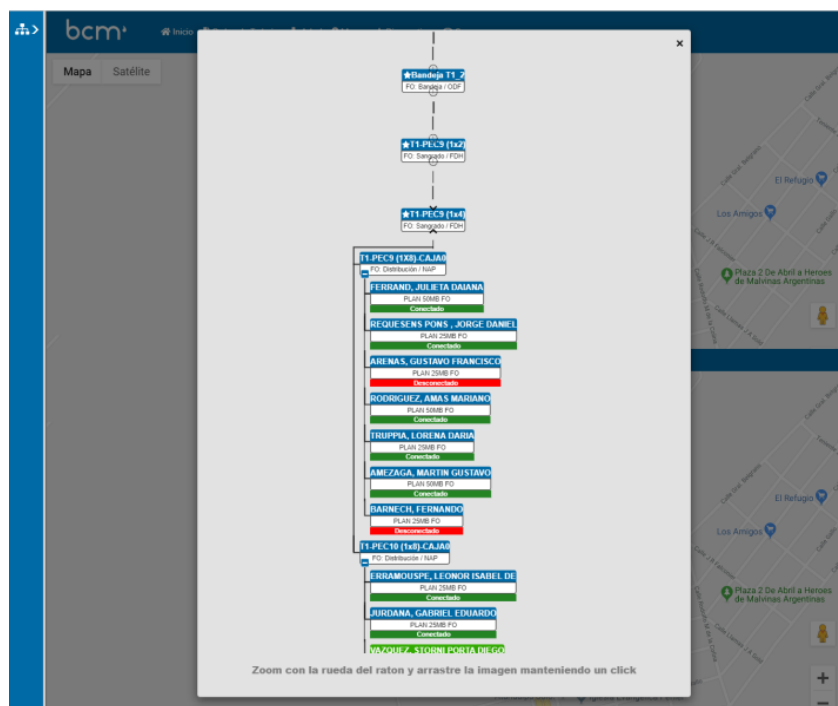 bcm
Inicio
Mapa Satélite
×
★Bandeja T1_2
FO: Bandeja / ODF
★T1-PEC9 (1x2)
FO: Sangrado / FDH
★T1-PEC9 (1x4)
FO: Sangrado / FDH
T1-PEC9 (1X8)-CAJA0
FO: Distribución / NAP
FERRAND, JULIETA DAIANA
PLAN 50MB FO
Conectado
REQUESENS PONS , JORGE DANIEL
PLAN 25MB FO
Conectado
ARENAS, GUSTAVO FRANCISCO
PLAN 25MB FO
Desconectado
RODRIGUEZ, AMAS MARIANO
PLAN 50MB FO
Conectado
TRUPPIA, LORENA DARIA
PLAN 25MB FO
Conectado
AMEZAGA, MARTIN GUSTAVO
PLAN 50MB FO
Conectado
BARNECH, FERNANDO
PLAN 25MB FO
Desconectado
T1-PEC10 (1x8)-CAJA0
FO: Distribución / NAP
ERRAMOUSPE, LEONOR ISABEL DE
PLAN 25MB FO
Conectado
JURDANA, GABRIEL EDUARDO
PLAN 25MB FO
Conectado
VAZQUEZ, STORNI PORTA DIEGO
Zoom con la rueda del raton y arrastre la imagen manteniendo un click
Calle Gral. Belgrano
El Refugio
Los Amigos
Plaza 2 De Abril a Heroes
de Malvinas Argentinas
Calle Gral. Belgrano
El Refugio
Los Amigos
Plaza 2 De Abril a Heroes
de Malvinas Argentinas
+